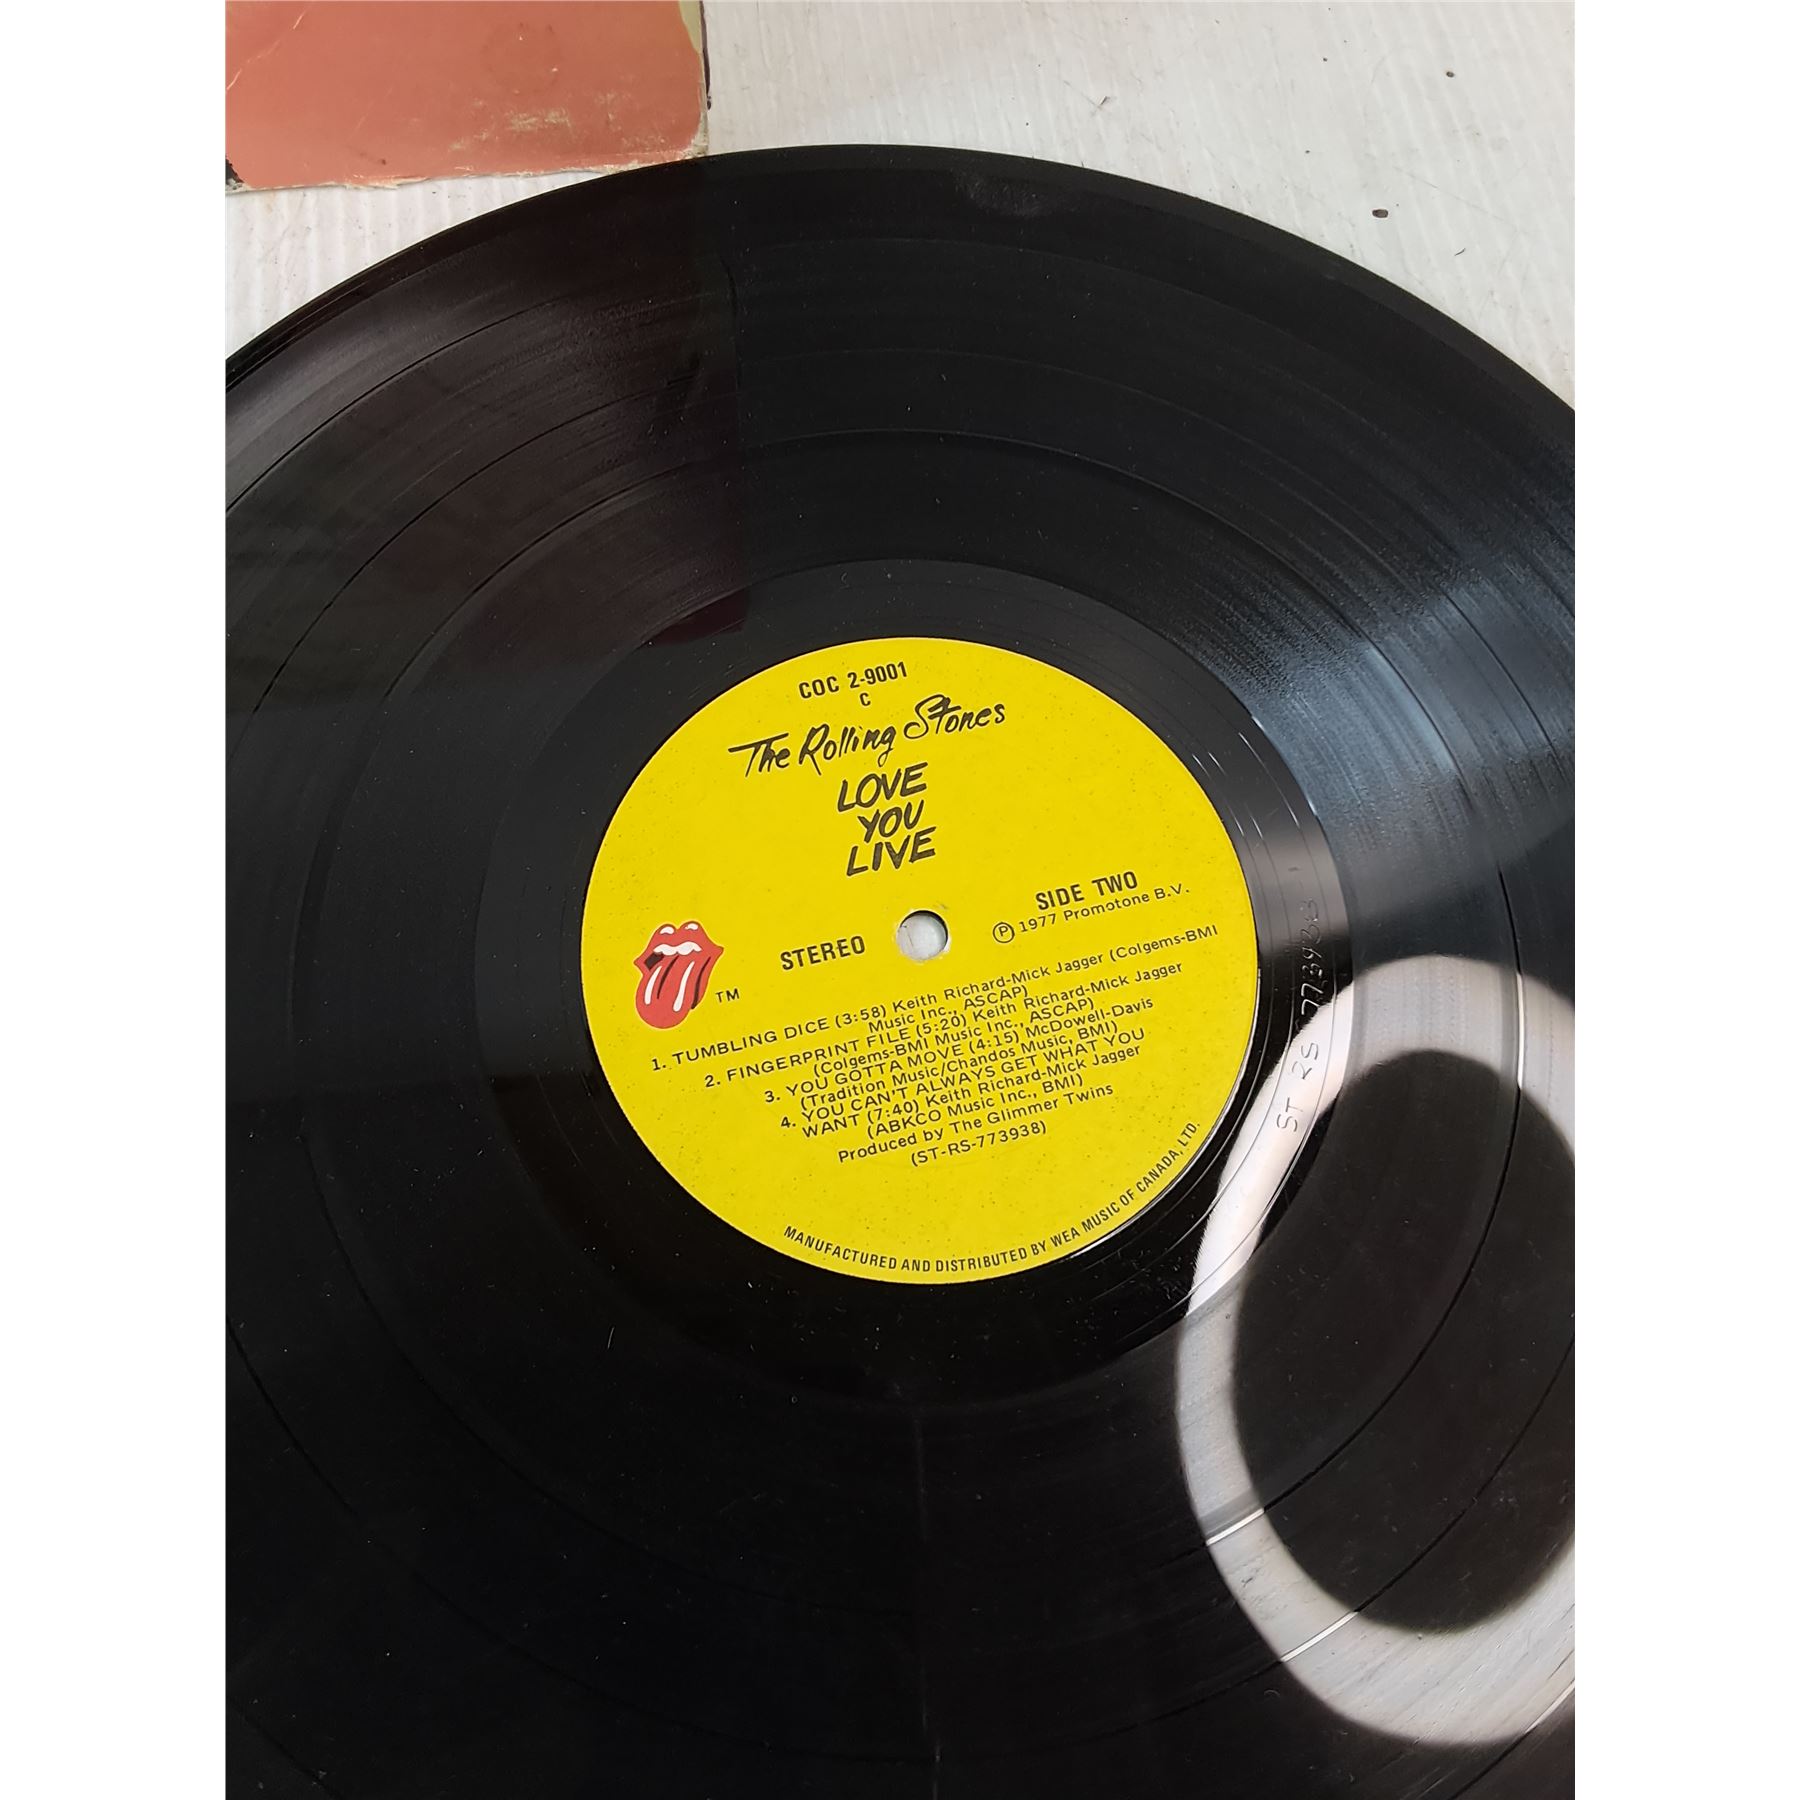 COC 2-9001
C
The Rolling Stones
LOVE
YOU
LIVE
SIDE TWO
STEREO
Ⓟ 1977 Promotone B.V.
TM
1. TUMBLING DICE (3:58) Keith Richard-Mick Jagger (Colgems-BMI
Music Inc., ASCAP)
2. FINGERPRINT FILE (5:20) Keith Richard-Mick Jagger
(Colgems-BMI Music Inc., ASCAP)
3. YOU GOTTA MOVE (4:15) McDowell-Davis
(Tradition Music/Chandos Music, BMI)
4. YOU CAN'T ALWAYS GET WHAT YOU
WANT (7:40) Keith Richard-Mick Jagger
(ABKCO Music Inc., BMI)
Produced by The Glimmer Twins
(ST-RS-773938)
MANUFACTURED AND DISTRIBUTED BY WEA MUSIC OF CANADA, LTD.
ST RS